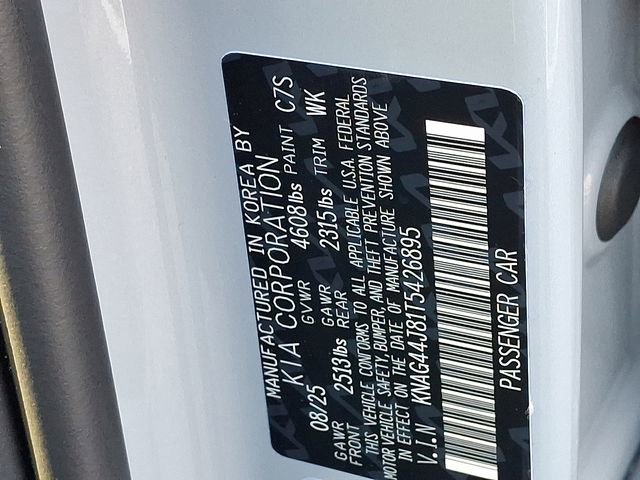 MANUFACTURED IN KOREA BY
KIA CORPORATION
08/25 GVWR 4608lbs PAINT C7S
GAWR FRONT 2513lbs GAWR REAR 2315lbs TRIM WK
THIS VEHICLE CONFORMS TO ALL APPLICABLE U.S.A. FEDERAL
MOTOR VEHICLE SAFETY, BUMPER, AND THEFT PREVENTION STANDARDS
IN EFFECT ON THE DATE OF MANUFACTURE SHOWN ABOVE
V.I.N KNAG44J81T5426895
PASSENGER CAR